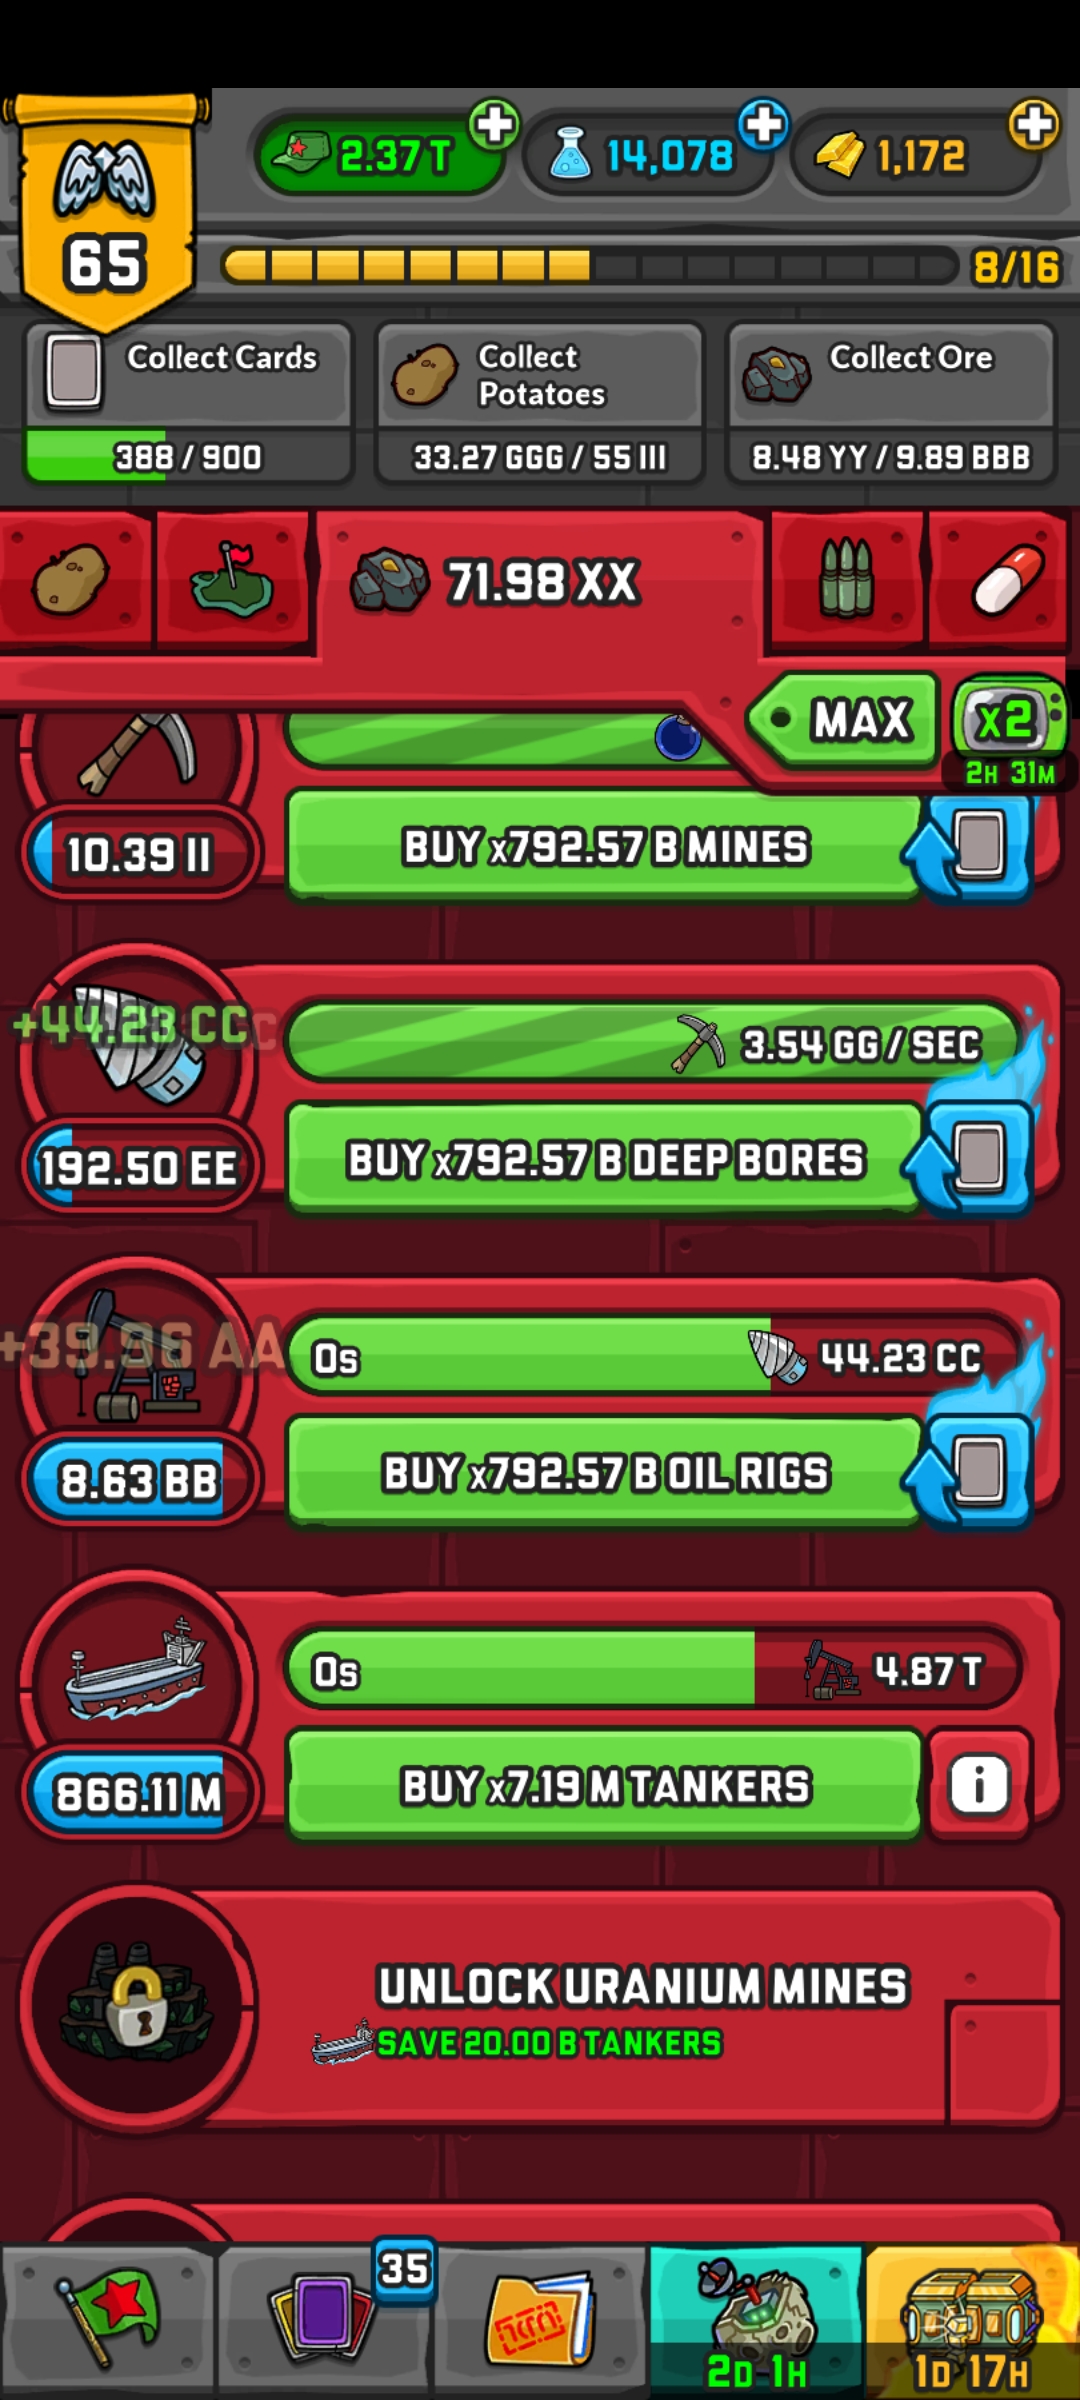 2.37 T
14,078
1,172
65
8/16
Collect Cards
388 / 900
Collect
Potatoes
33.27 GGG / 55 III
Collect Ore
8.48 YY / 9.89 BBB
71.98 XX
MAX
x2
2H 31M
10.39 II
BUY x792.57 B MINES
+44.23 CC
3.54 GG / SEC
192.50 EE
BUY x792.57 B DEEP BORES
+39.96 AA
0s
44.23 CC
8.63 BB
BUY x792.57 B OIL RIGS
0s
4.87 T
866.11 M
BUY x7.19 M TANKERS
i
UNLOCK URANIUM MINES
SAVE 20.00 B TANKERS
35
2D 1H
1D 17H